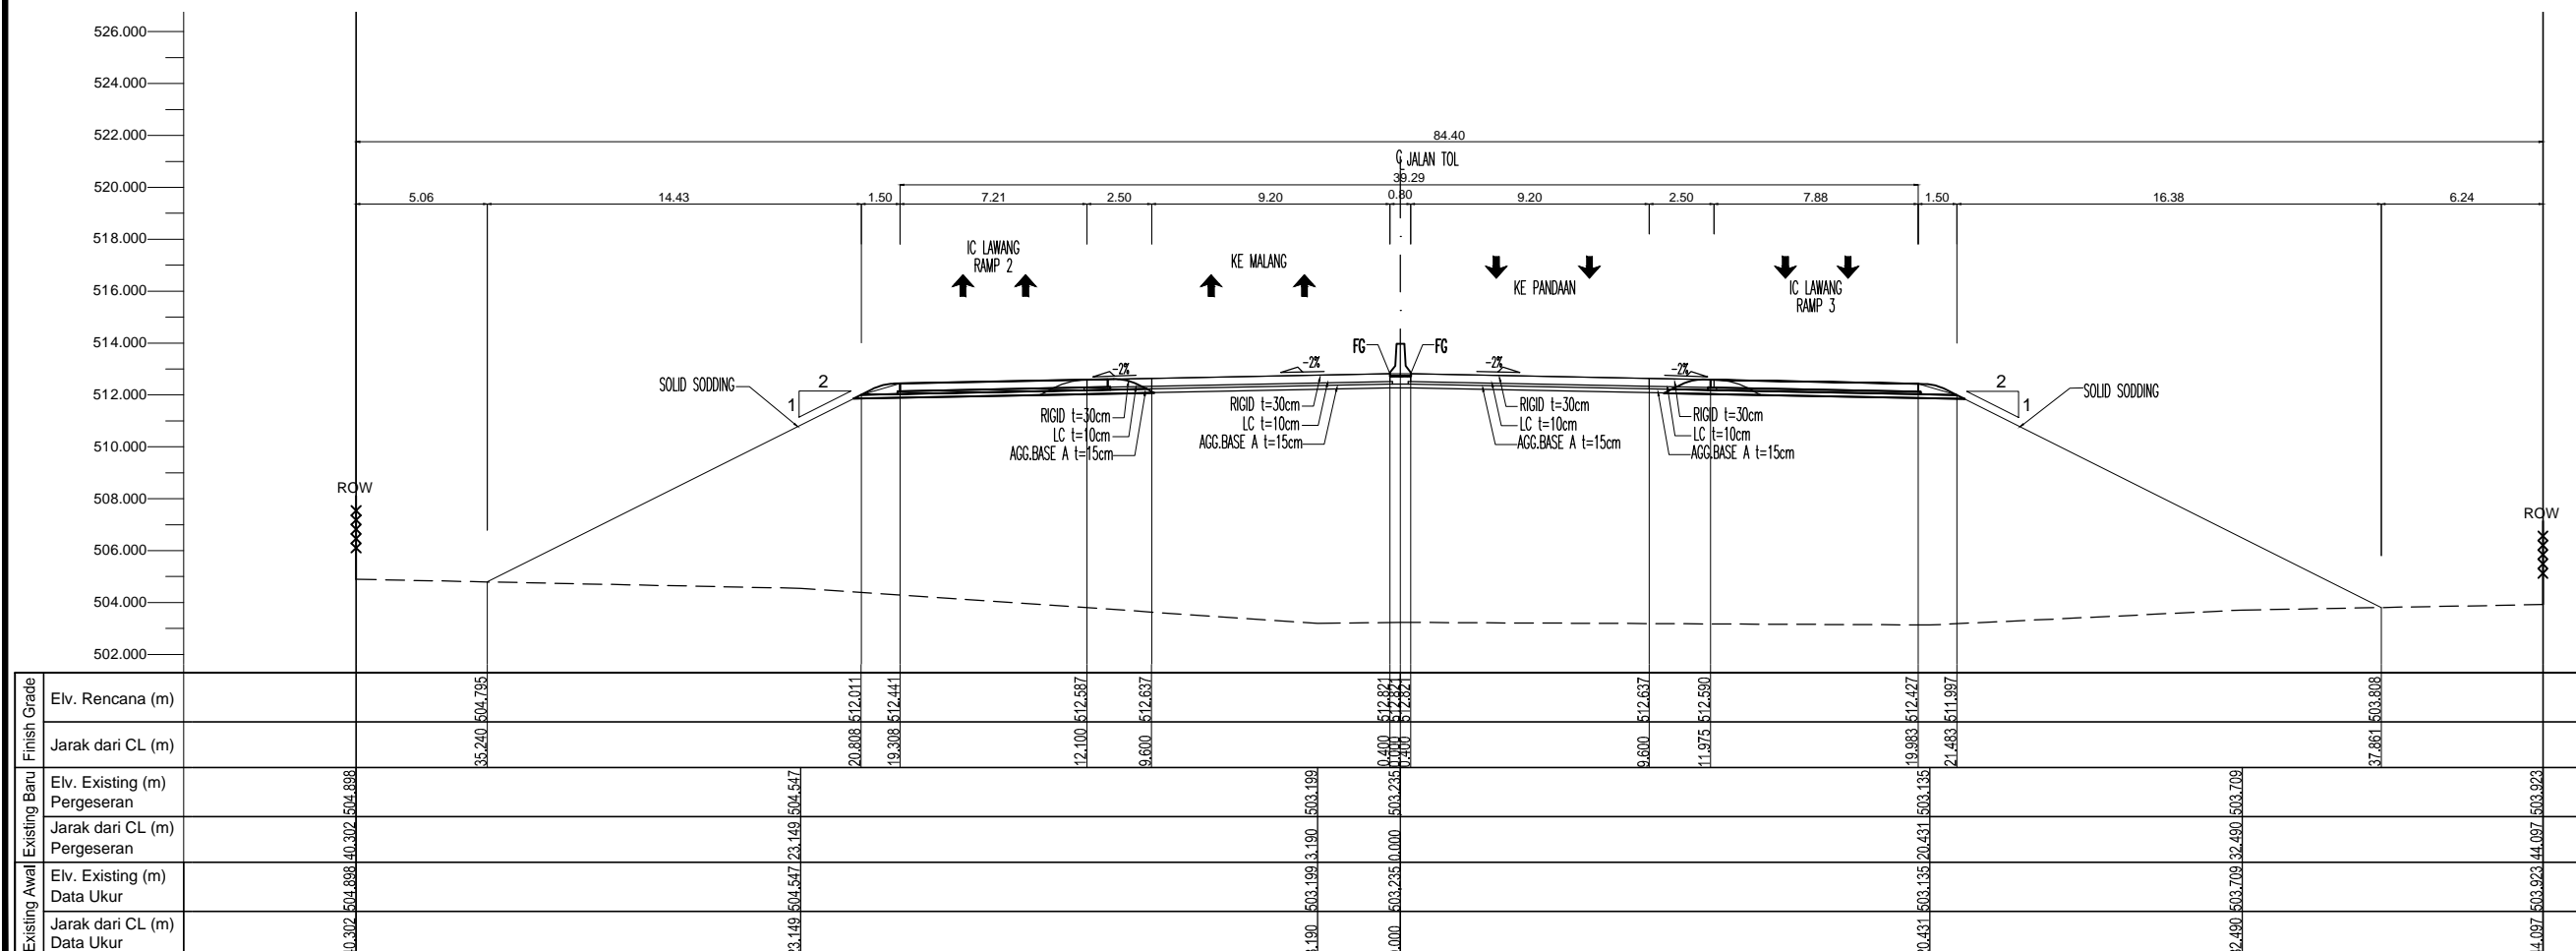 526.000
524.000
522.000
520.000
518.000
516.000
514.000
512.000
510.000
508.000
506.000
504.000
502.000
84.40
C JALAN TOL
39.29
5.06 14.43 1.50 7.21 2.50 9.20 0.80 9.20 2.50 7.88 1.50 16.38 6.24
IC LAWANG
RAMP 2
KE MALANG
KE PANDAAN
IC LAWANG
RAMP 3
FG FG
-2% -2% -2% -2%
SOLID SODDING
2
1
2
1
SOLID SODDING
RIGID t=30cm
LC t=10cm
AGG.BASE A t=15cm
RIGID t=30cm
LC t=10cm
AGG.BASE A t=15cm
RIGID t=30cm
LC t=10cm
AGG.BASE A t=15cm
RIGID t=30cm
LC t=10cm
AGG.BASE A t=15cm
ROW
ROW
Finish Grade
Elv. Rencana (m)
504.795 512.011 512.441 512.587 512.637 512.821 512.821 512.821 512.637 512.590 512.427 511.997 503.808
Jarak dari CL (m)
35.240 20.808 19.308 12.100 9.600 0.400 0.000 0.400 9.600 11.975 19.983 21.483 37.861
Existing Baru
Elv. Existing (m)
Pergeseran
504.898 504.547 503.199 503.235 503.135 503.709 503.923
Jarak dari CL (m)
Pergeseran
40.302 23.149 3.190 0.000 20.431 32.490 44.097
Existing Awal
Elv. Existing (m)
Data Ukur
504.898 504.547 503.199 503.235 503.135 503.709 503.923
Jarak dari CL (m)
Data Ukur